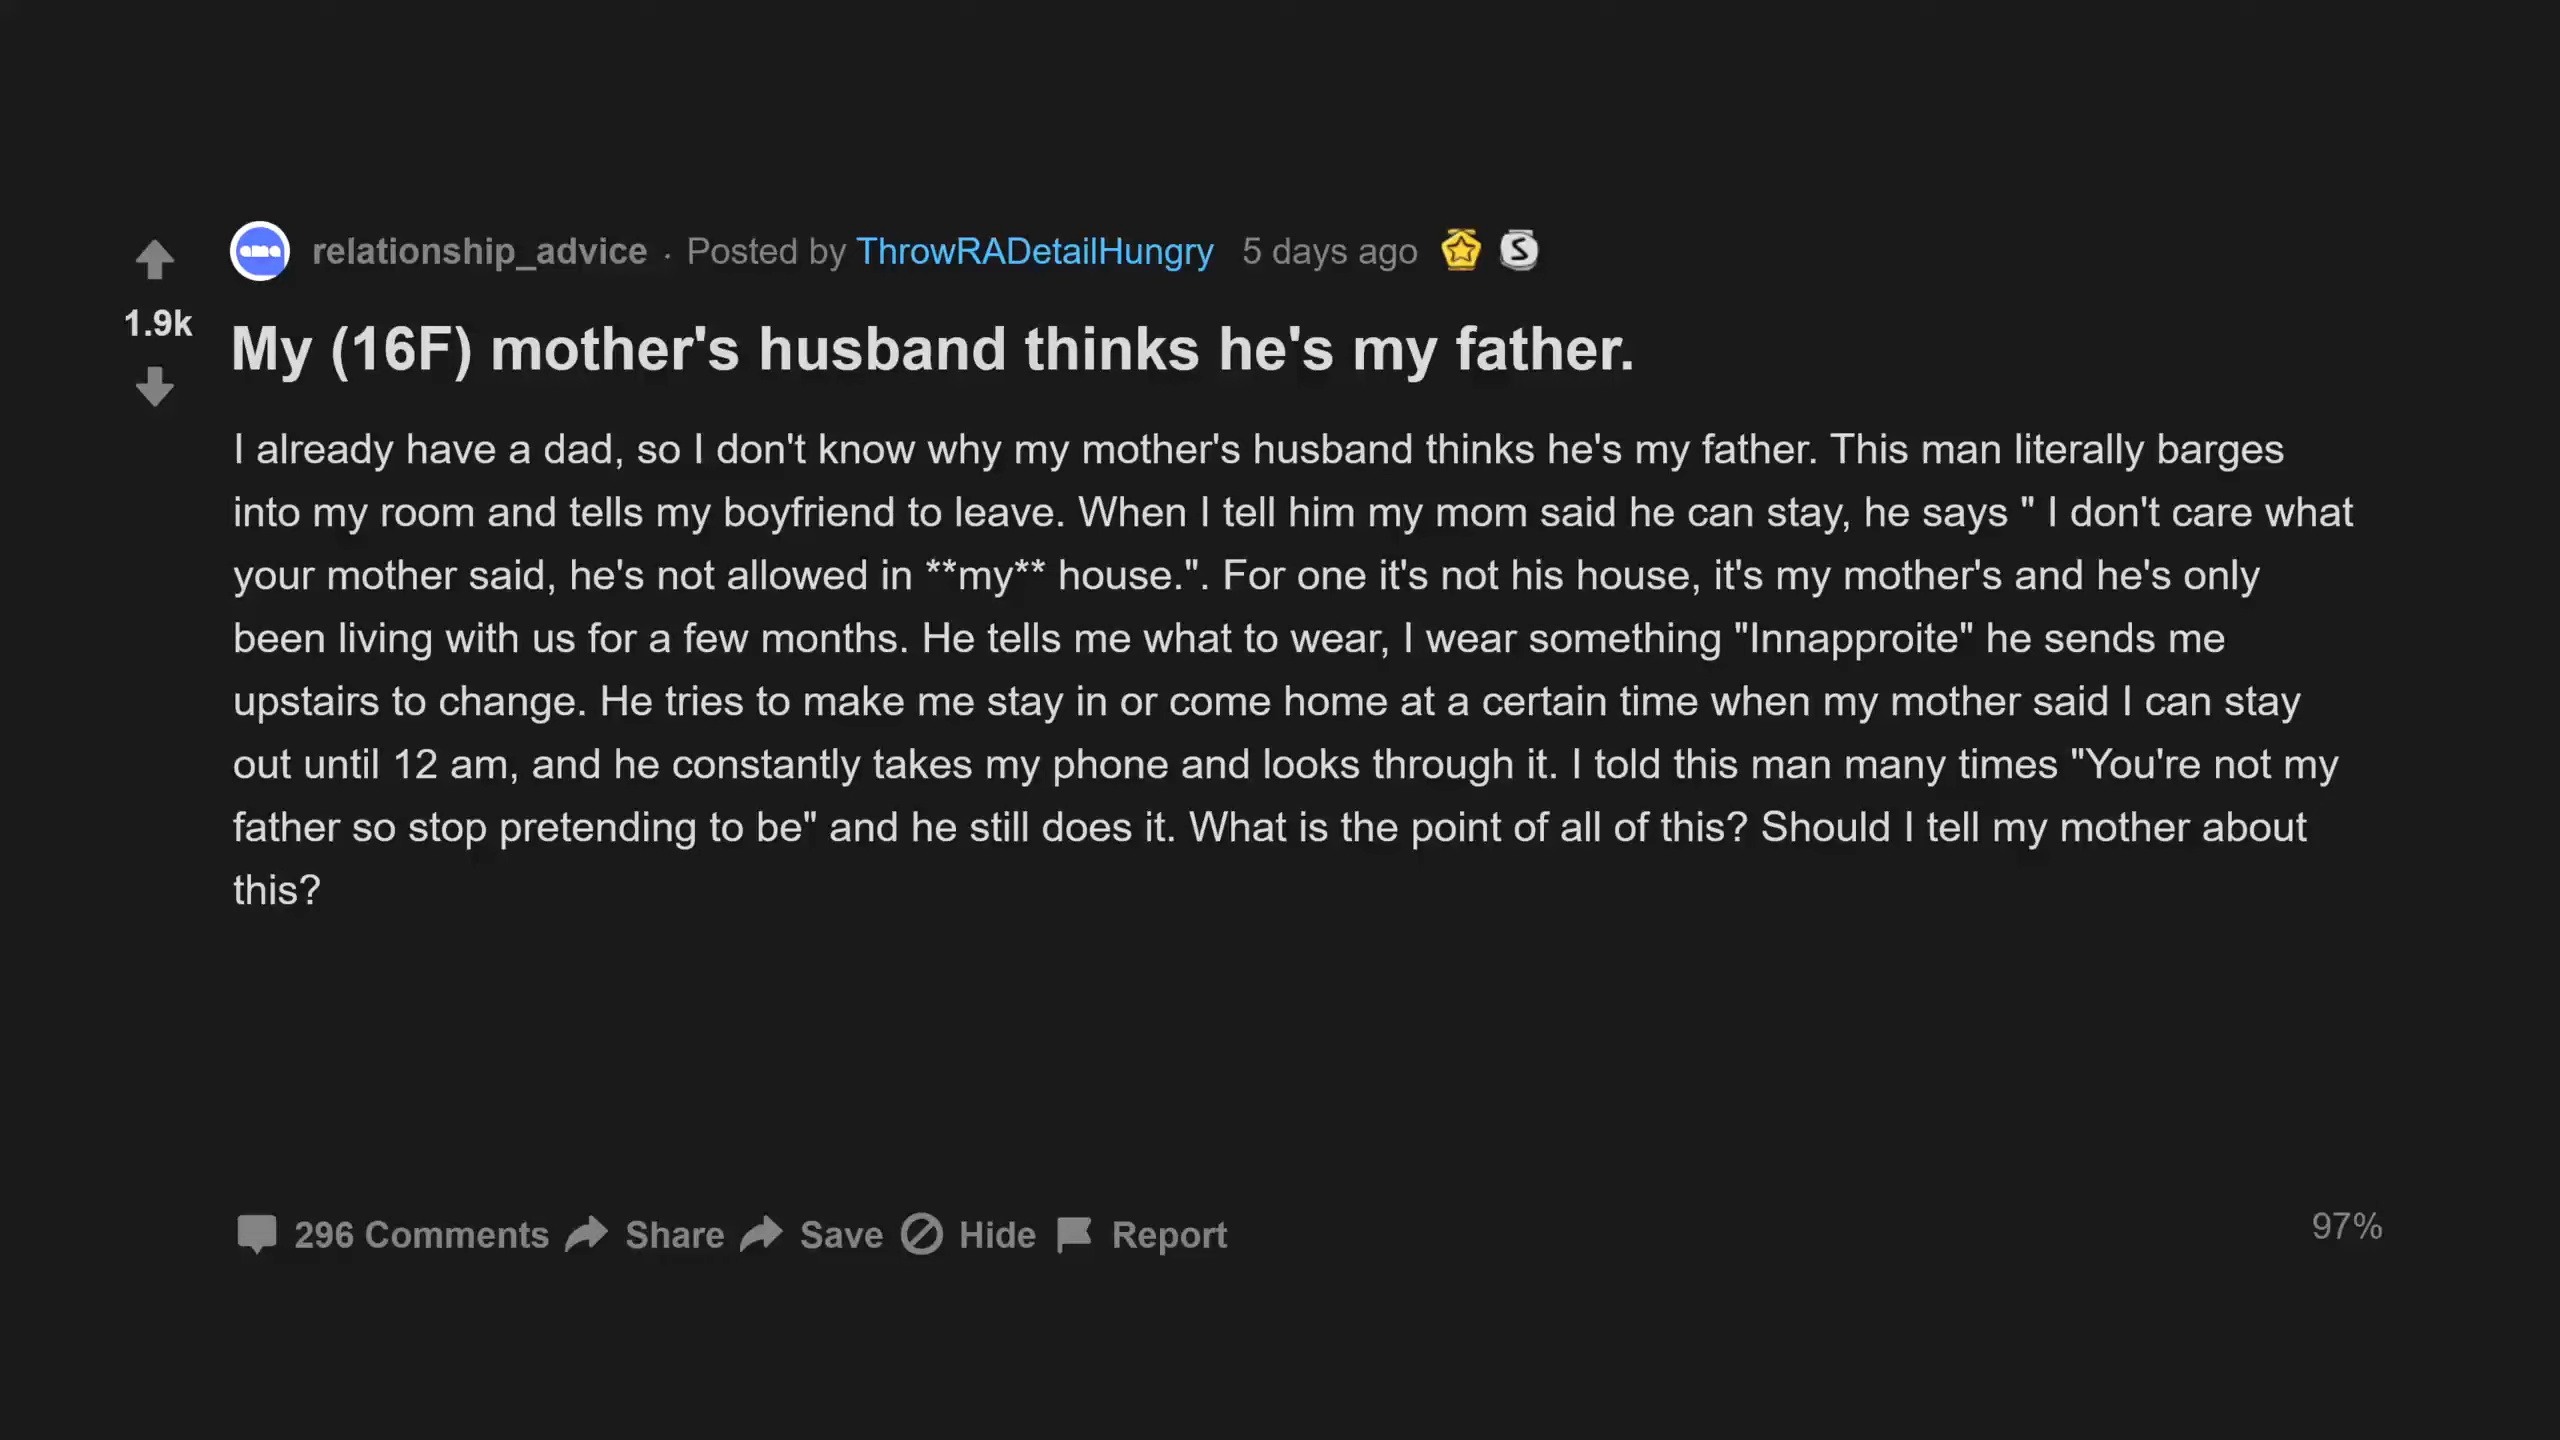 ama relationship_advice · Posted by ThrowRADetailHungry 5 days ago S
1.9k
My (16F) mother's husband thinks he's my father.
I already have a dad, so I don't know why my mother's husband thinks he's my father. This man literally barges
into my room and tells my boyfriend to leave. When I tell him my mom said he can stay, he says " I don't care what
your mother said, he's not allowed in **my** house.". For one it's not his house, it's my mother's and he's only
been living with us for a few months. He tells me what to wear, I wear something "Innapproite" he sends me
upstairs to change. He tries to make me stay in or come home at a certain time when my mother said I can stay
out until 12 am, and he constantly takes my phone and looks through it. I told this man many times "You're not my
father so stop pretending to be" and he still does it. What is the point of all of this? Should I tell my mother about
this?
296 Comments Share Save Hide Report
97%